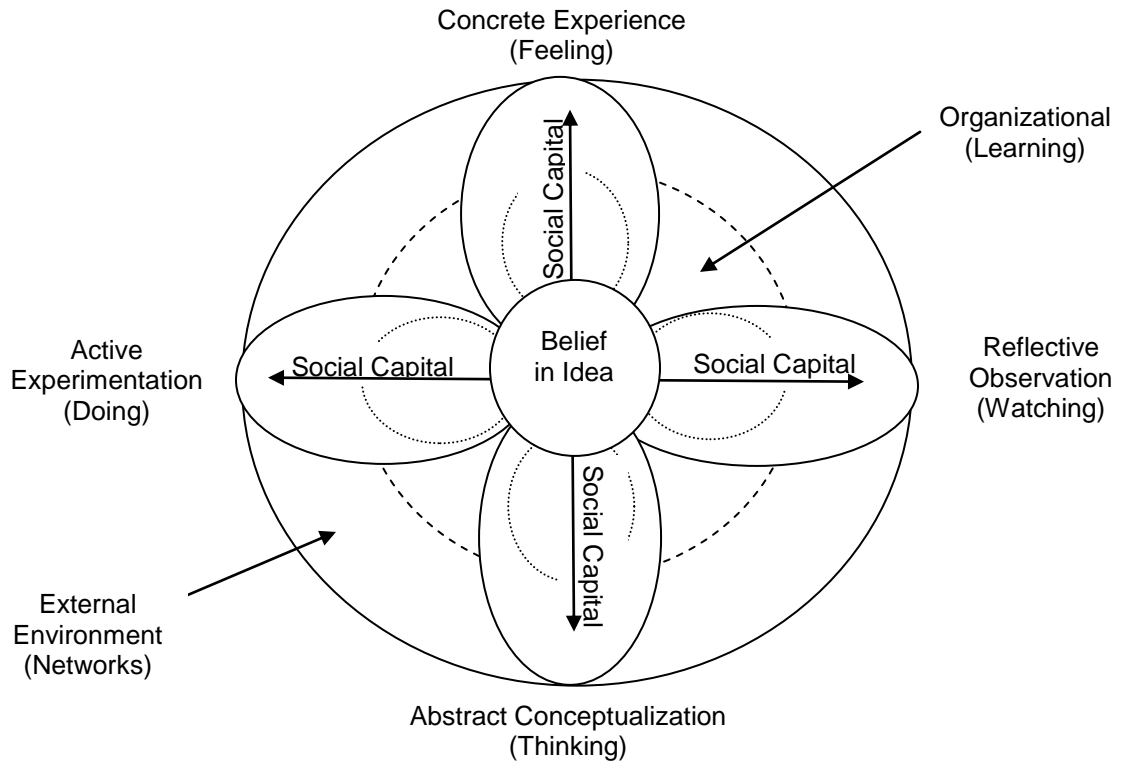 Concrete Experience
(Feeling)
Organizational
(Learning)
Social Capital
Belief
in Idea
Active
Experimentation
(Doing)
Social Capital
Social Capital
Reflective
Observation
(Watching)
Social Capital
External
Environment
(Networks)
Abstract Conceptualization
(Thinking)